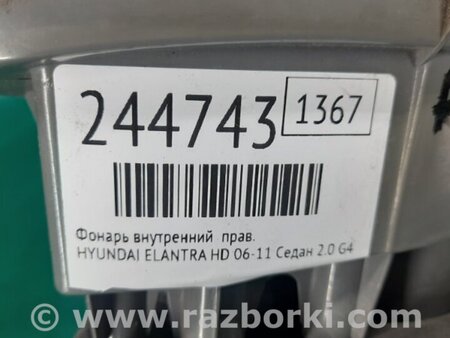 244743 1367
Фонарь внутренний прав.
HYUNDAI ELANTRA HD 06-11 Седан 2.0 G4
www.razborki.com